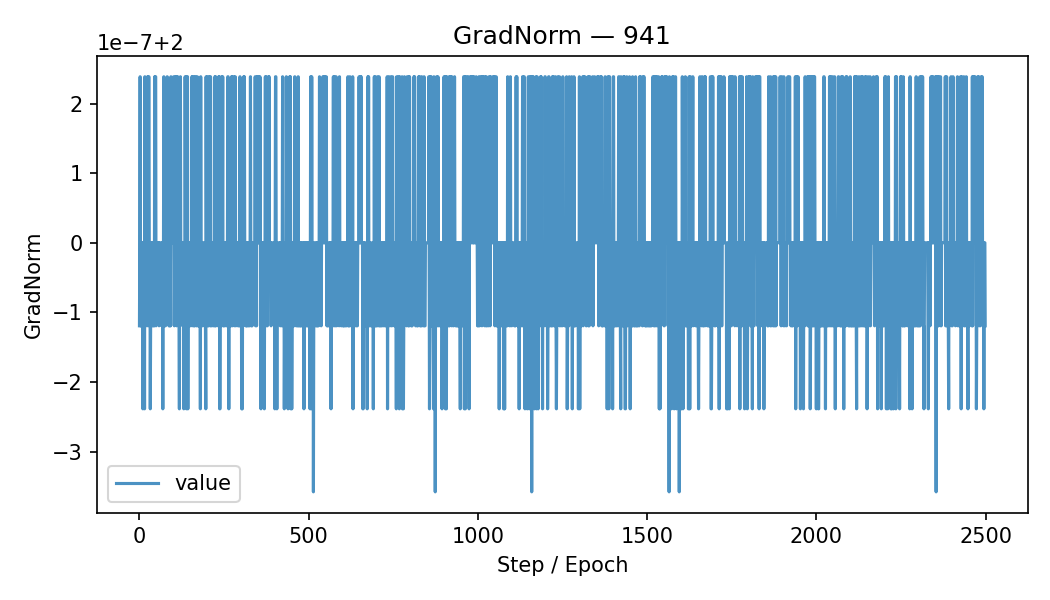 GradNorm — 941
1e−7+2
2
1
0
−1
−2
−3
GradNorm
value
0 500 1000 1500 2000 2500
Step / Epoch